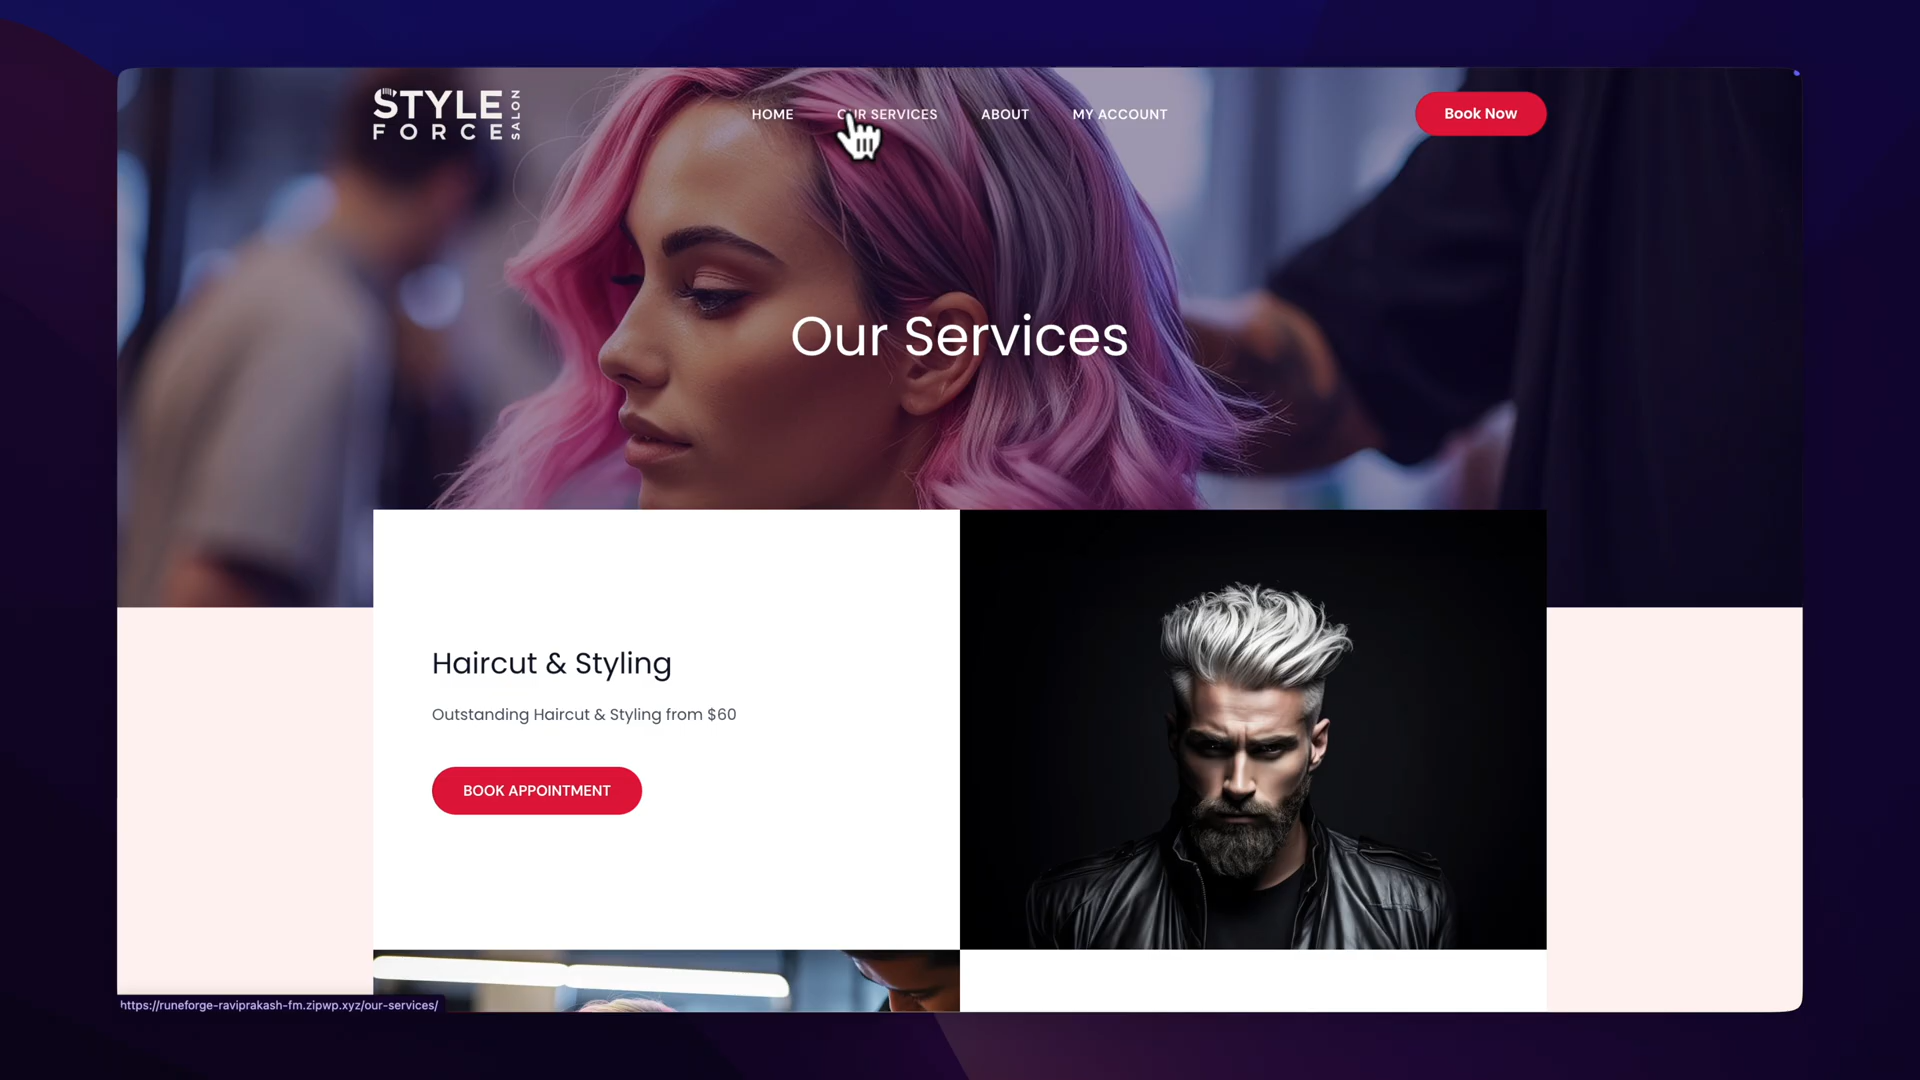 STYLE
FORCE
SALON
HOME
OUR SERVICES
ABOUT
MY ACCOUNT
Book Now
Our Services
Haircut & Styling
Outstanding Haircut & Styling from $60
BOOK APPOINTMENT
https://runeforge-raviprakash-fm.zipwp.xyz/our-services/